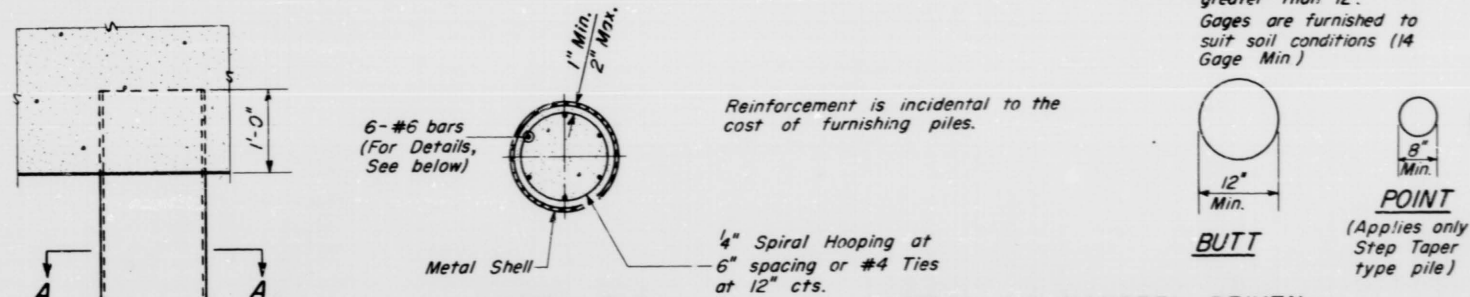 1'-0"
A
A
1" Min.
2" Max.
6-#6 bars
(For Details,
See below)
Metal Shell
Reinforcement is incidental to the
cost of furnishing piles.
1/4" Spiral Hooping at
6" spacing or #4 Ties
at 12" cts.
greater than 12".
Gages are furnished to
suit soil conditions (14
Gage Min)
12"
Min.
BUTT
8"
Min.
POINT
(Applies only
Step Taper
type pile)
DRIVEN